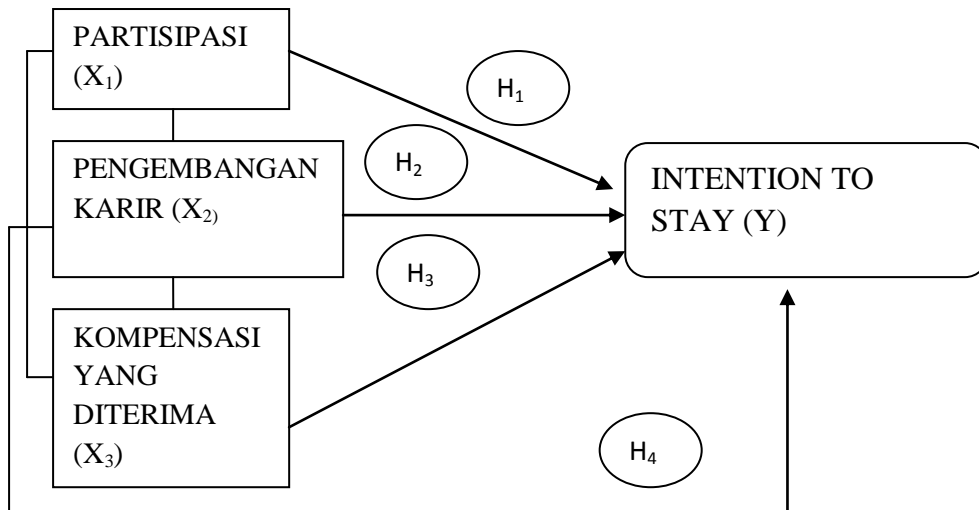 PARTISIPASI
(X₁)
H₁
PENGEMBANGAN
KARIR (X₂₎
H₂
INTENTION TO
STAY (Y)
H₃
KOMPENSASI
YANG
DITERIMA
(X₃)
H₄